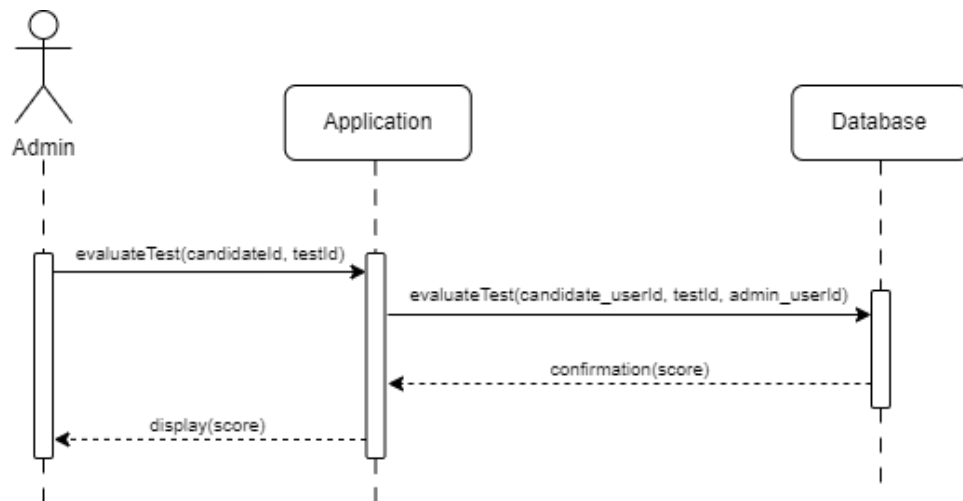 Admin
Application
Database
evaluateTest(candidateId, testId)
evaluateTest(candidate_userId, testId, admin_userId)
confirmation(score)
display(score)